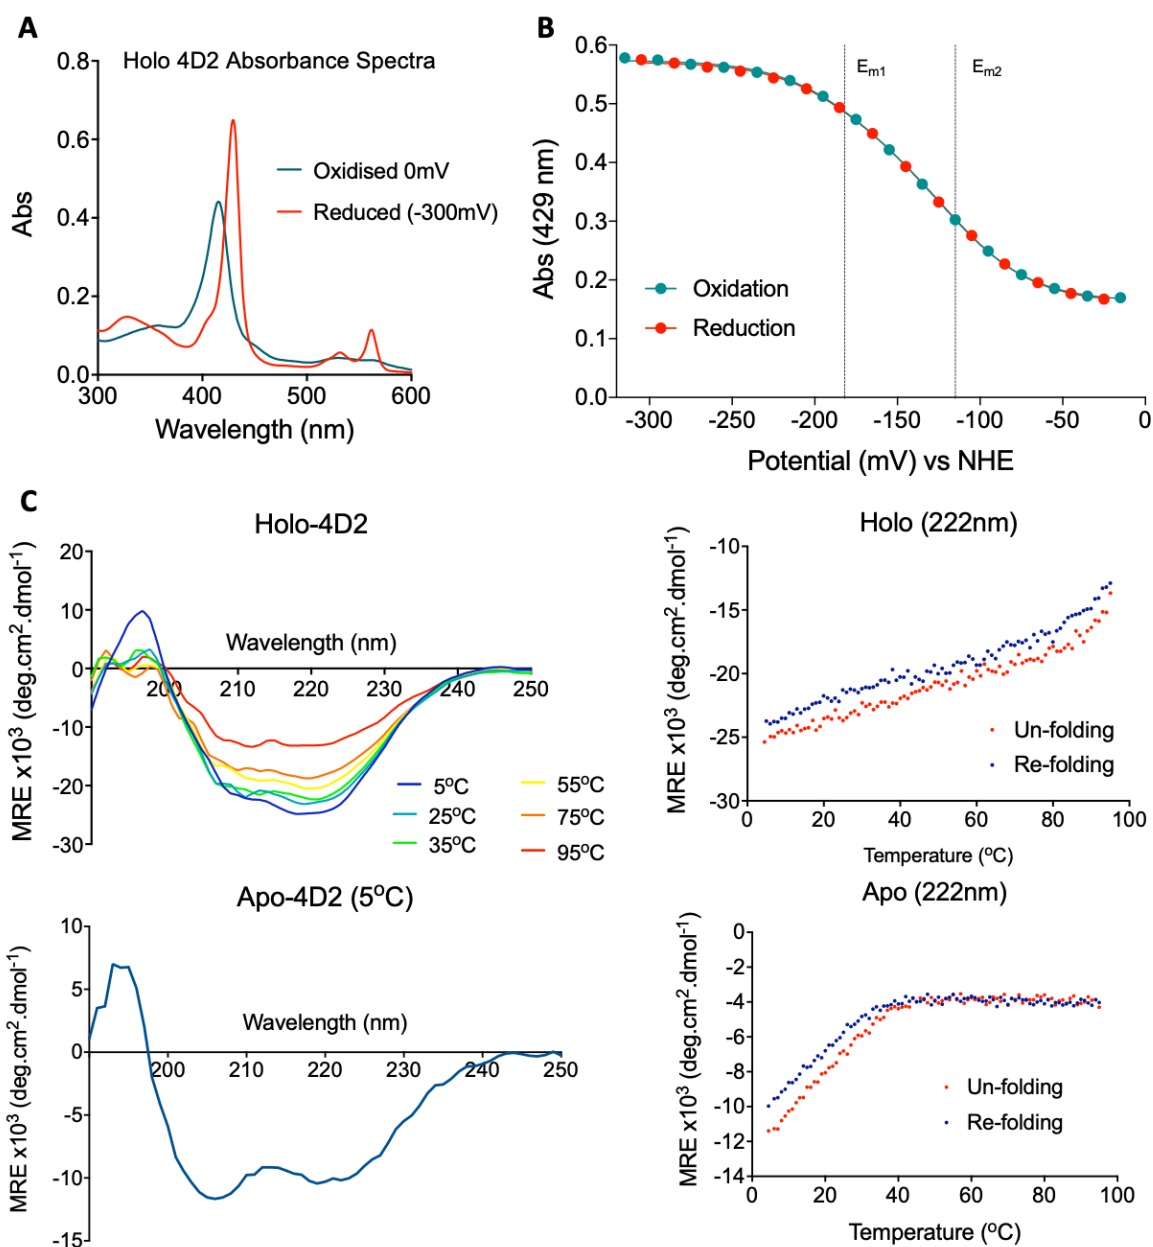 A
Holo 4D2 Absorbance Spectra
0.8
0.6
0.4
0.2
0.0
Abs
Oxidised 0mV
Reduced (-300mV)
300 400 500 600
Wavelength (nm)
B
0.6
0.5
0.4
0.3
0.2
0.1
0.0
Abs (429 nm)
Em1
Em2
Oxidation
Reduction
-300 -250 -200 -150 -100 -50 0
Potential (mV) vs NHE
C
Holo-4D2
20
10
0
-10
-20
-30
MRE x10³ (deg.cm².dmol⁻¹)
Wavelength (nm)
200 210 220 230 240 250
5ºC
25ºC
35ºC
55ºC
75ºC
95ºC
Holo (222nm)
-10
-15
-20
-25
-30
MRE x10³ (deg.cm².dmol⁻¹)
Un-folding
Re-folding
0 20 40 60 80 100
Temperature (ºC)
Apo-4D2 (5ºC)
10
5
0
-5
-10
-15
MRE x10³ (deg.cm².dmol⁻¹)
Wavelength (nm)
200 210 220 230 240 250
Apo (222nm)
0
-2
-4
-6
-8
-10
-12
-14
MRE x10³ (deg.cm².dmol⁻¹)
Un-folding
Re-folding
0 20 40 60 80 100
Temperature (ºC)